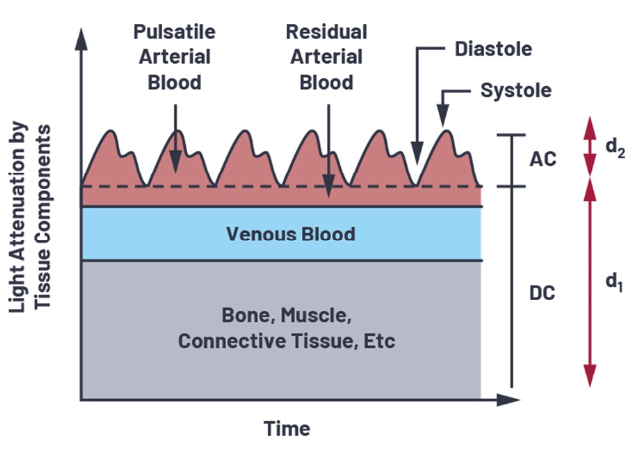 Pulsatile
Arterial
Blood
Residual
Arterial
Blood
Diastole
Systole
Light Attenuation by
Tissue Components
AC
d2
Venous Blood
DC
d1
Bone, Muscle,
Connective Tissue, Etc
Time